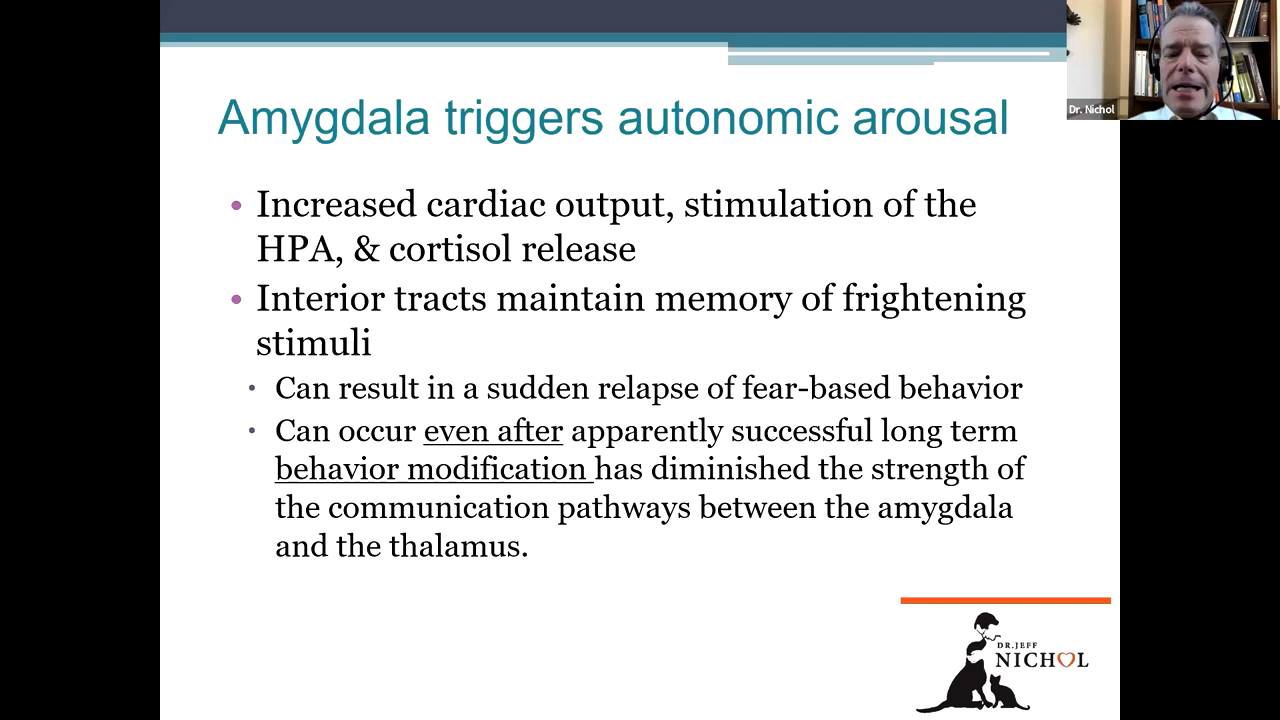 Amygdala triggers autonomic arousal
• Increased cardiac output, stimulation of the
HPA, & cortisol release
• Interior tracts maintain memory of frightening
stimuli
• Can result in a sudden relapse of fear-based behavior
• Can occur even after apparently successful long term
behavior modification has diminished the strength of
the communication pathways between the amygdala
and the thalamus.
Dr. Nichol
DR. JEFF
NICHOL